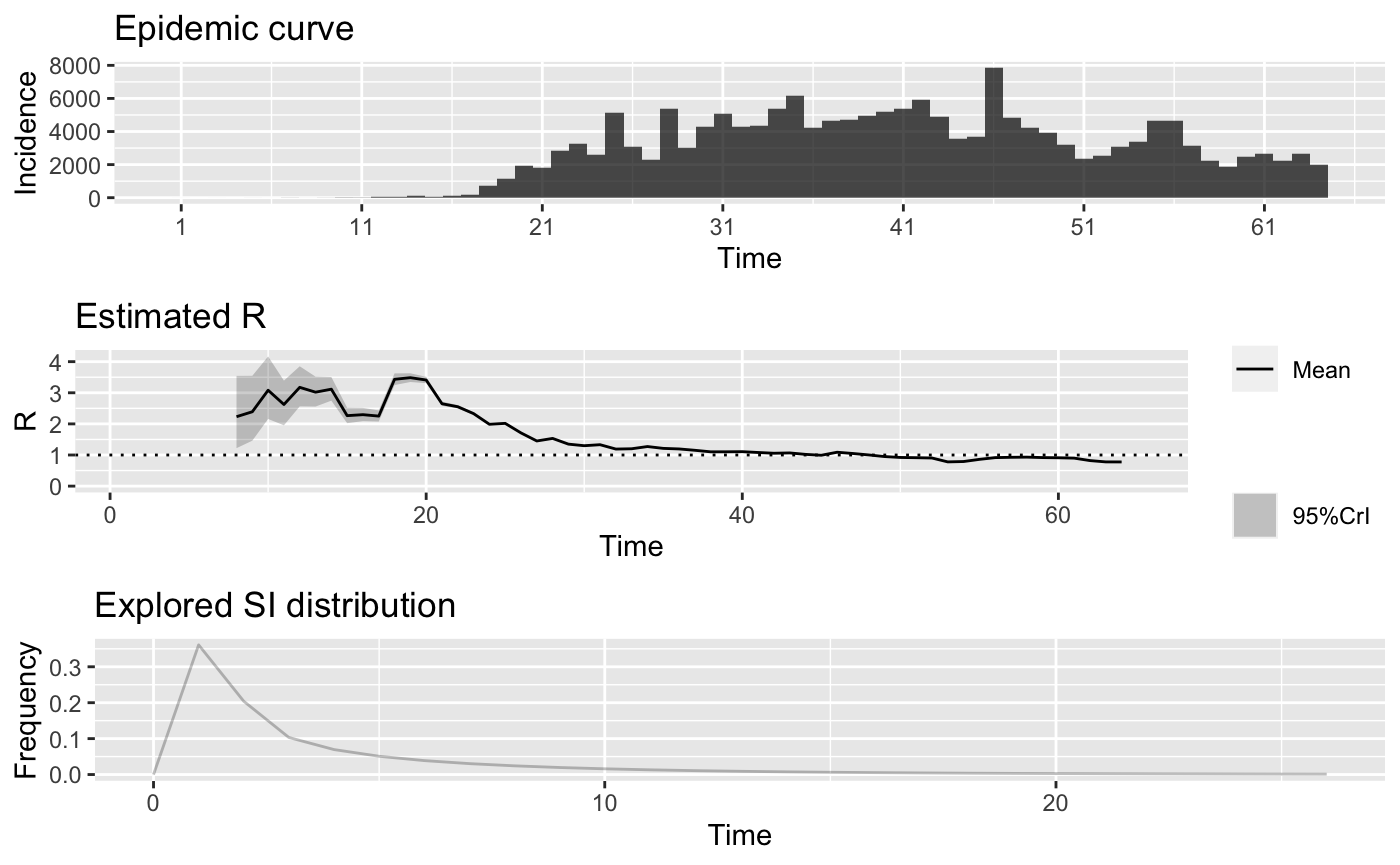 Epidemic curve
8000
6000
4000
2000
0
Incidence
1 11 21 31 41 51 61
Time
Estimated R
4
3
2
1
0
R
0 20 40 60
Time
Mean
95%CrI
Explored SI distribution
0.3
0.2
0.1
0.0
Frequency
0 10 20
Time